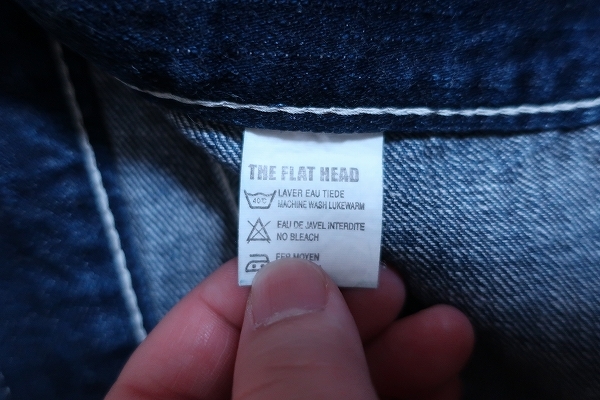 THE FLAT HEAD
40°C
LAVER EAU TIEDE
MACHINE WASH LUKEWARM
EAU DE JAVEL INTERDITE
NO BLEACH
FER MOYEN